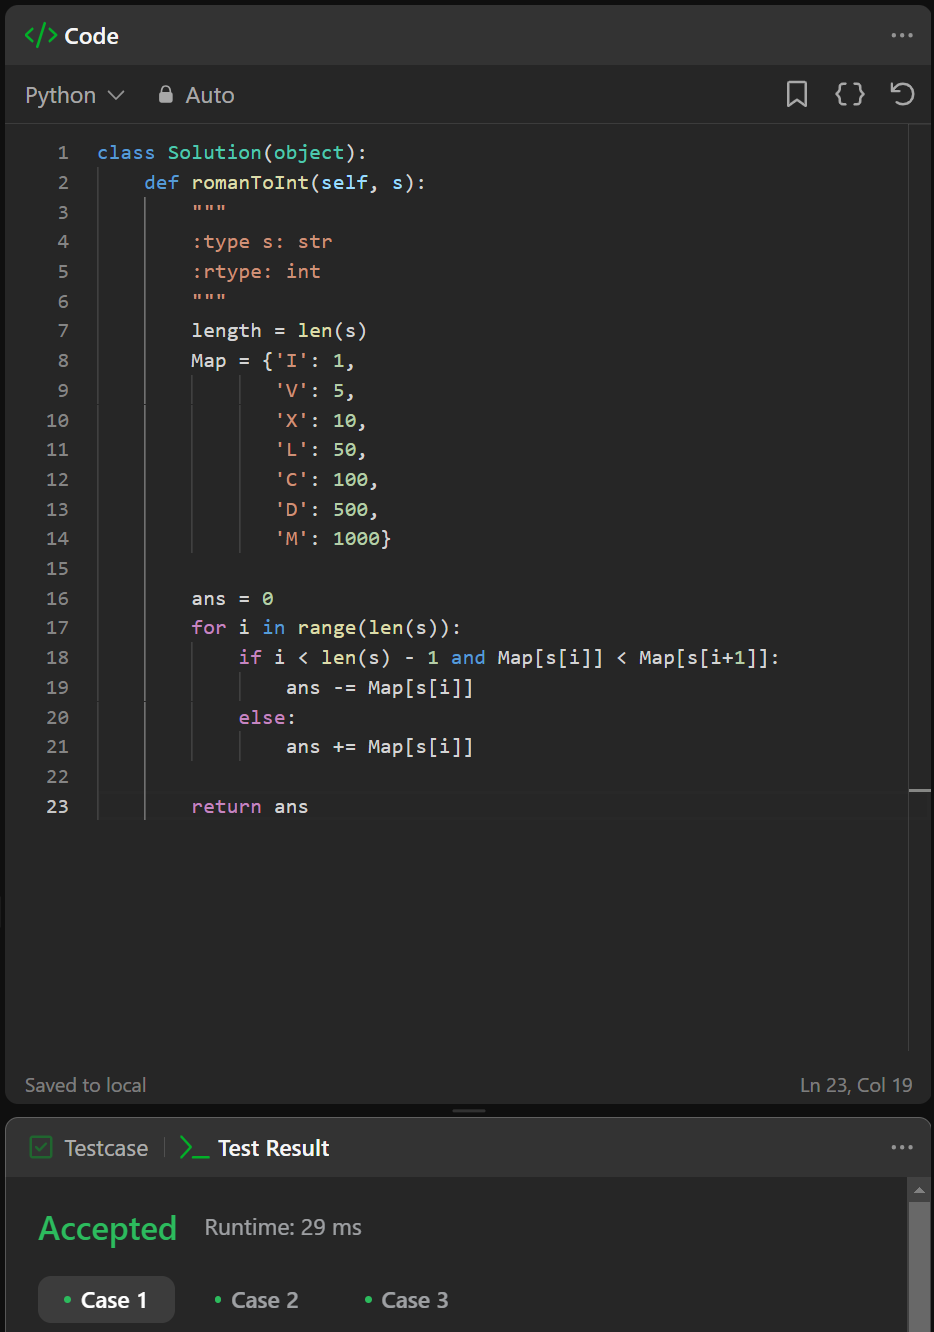 </> Code
Python Auto
1 class Solution(object):
2     def romanToInt(self, s):
3         """
4         :type s: str
5         :rtype: int
6         """
7         length = len(s)
8         Map = {'I': 1,
9                'V': 5,
10                'X': 10,
11                'L': 50,
12                'C': 100,
13                'D': 500,
14                'M': 1000}
15
16         ans = 0
17         for i in range(len(s)):
18             if i < len(s) - 1 and Map[s[i]] < Map[s[i+1]]:
19                 ans -= Map[s[i]]
20             else:
21                 ans += Map[s[i]]
22
23         return ans
Saved to local Ln 23, Col 19
Testcase Test Result
Accepted Runtime: 29 ms
Case 1 Case 2 Case 3